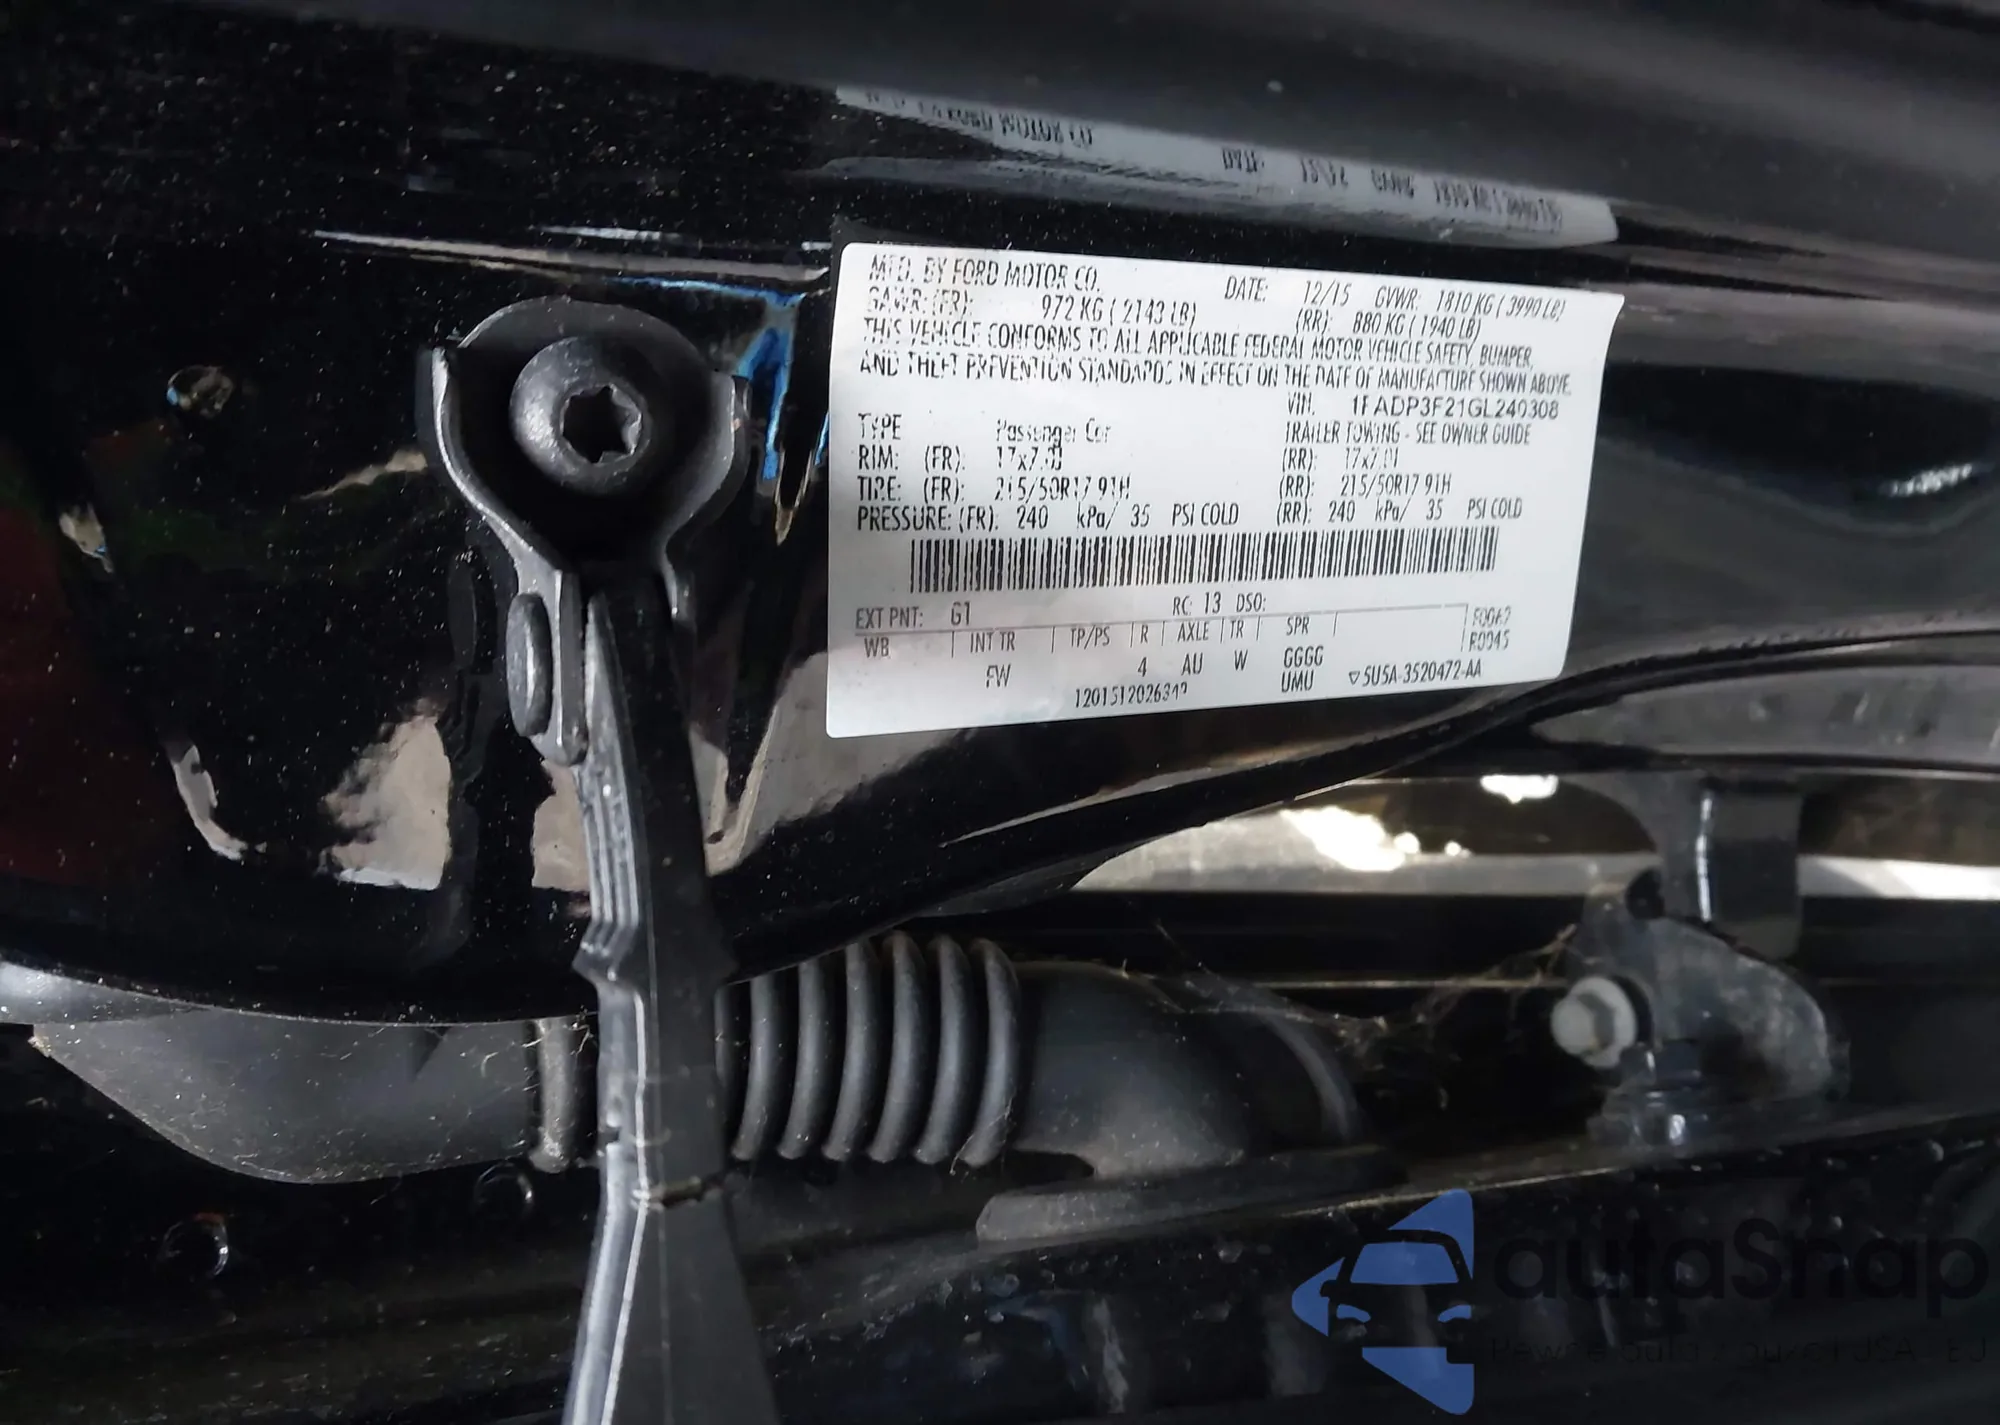 MFD. BY FORD MOTOR CO. DATE: 12/15 GVWR: 1810 KG ( 3990 LB)
GAWR: (FR): 972 KG ( 2143 LB) (RR): 880 KG ( 1940 LB)
THIS VEHICLE CONFORMS TO ALL APPLICABLE FEDERAL MOTOR VEHICLE SAFETY, BUMPER,
AND THEFT PREVENTION STANDARDS IN EFFECT ON THE DATE OF MANUFACTURE SHOWN ABOVE.
VIN: 1FADP3F21GL240308
TYPE Passenger Car TRAILER TOWING - SEE OWNER GUIDE
RIM: (FR): 17x7.0J (RR): 17x7.0J
TIRE: (FR): 215/50R17 91H (RR): 215/50R17 91H
PRESSURE: (FR): 240 kPa/ 35 PSI COLD (RR): 240 kPa/ 35 PSI COLD
EXT PNT: G1 RC: 13 DSO:
WB INT TR TP/PS R AXLE TR SPR
FW 4 AU W GGGG
UMU
F0062
R0045
▽5U5A-3520472-AA
autaSnap